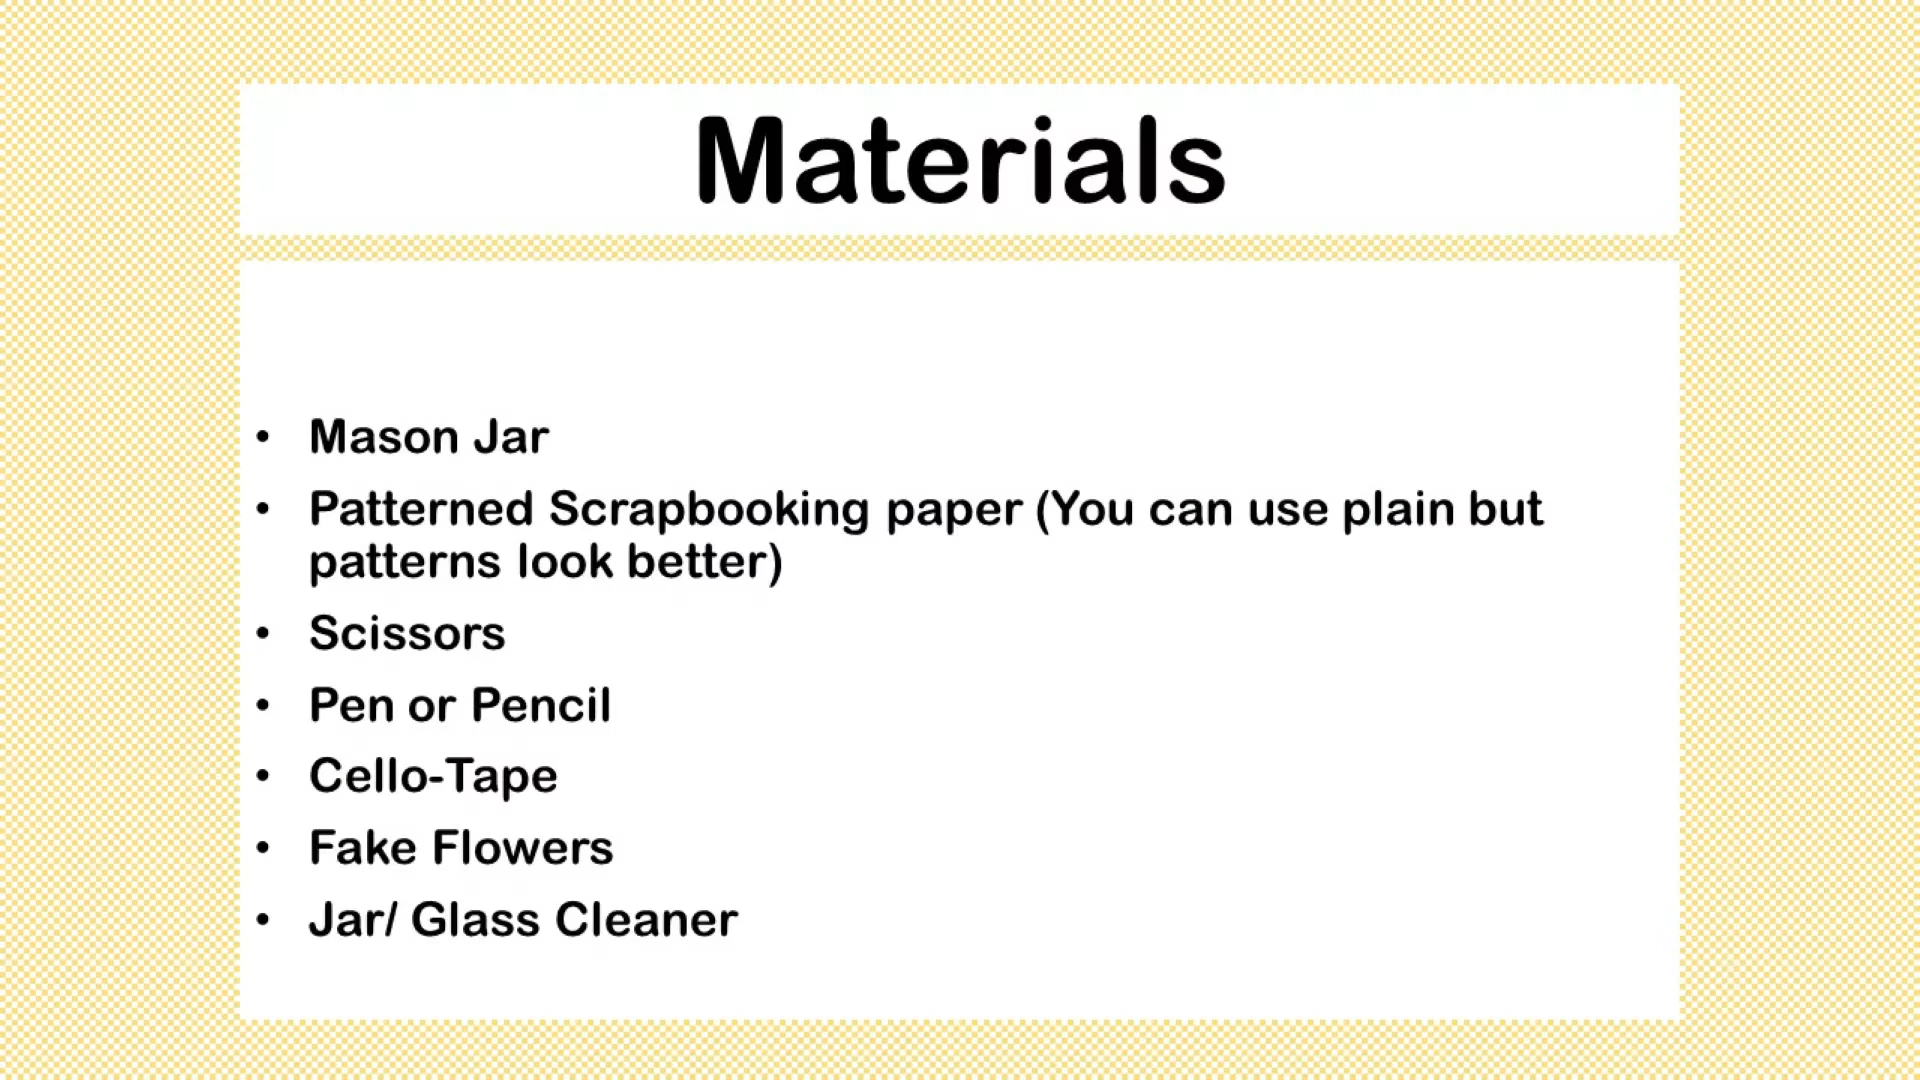 Materials
• Mason Jar
• Patterned Scrapbooking paper (You can use plain but
patterns look better)
• Scissors
• Pen or Pencil
• Cello-Tape
• Fake Flowers
• Jar/ Glass Cleaner